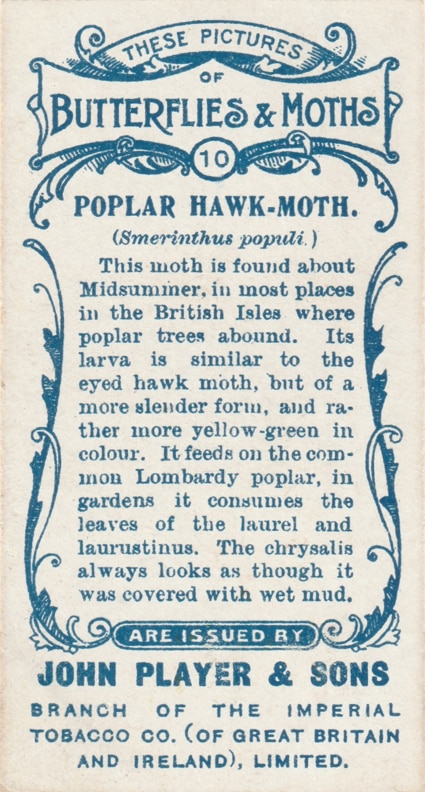 THESE PICTURES
OF
BUTTERFLIES & MOTHS
10
POPLAR HAWK-MOTH.
(Smerinthus populi.)
This moth is found about
Midsummer, in most places
in the British Isles where
poplar trees abound. Its
larva is similar to the
eyed hawk moth, but of a
more slender form, and ra-
ther more yellow-green in
colour. It feeds on the com-
mon Lombardy poplar, in
gardens it consumes the
leaves of the laurel and
laurustinus. The chrysalis
always looks as though it
was covered with wet mud.
ARE ISSUED BY
JOHN PLAYER & SONS
BRANCH OF THE IMPERIAL
TOBACCO CO. (OF GREAT BRITAIN
AND IRELAND), LIMITED.